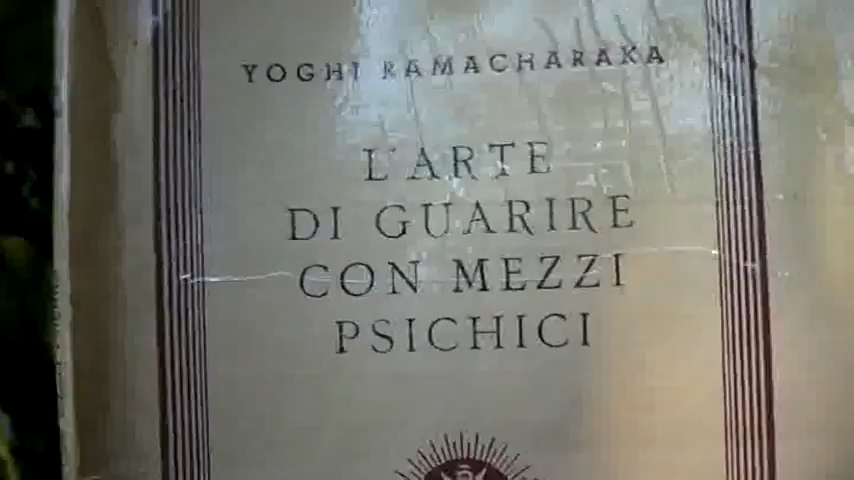 YOGHI RAMACHARAKA
L'ARTE
DI GUARIRE
CON MEZZI
PSICHICI